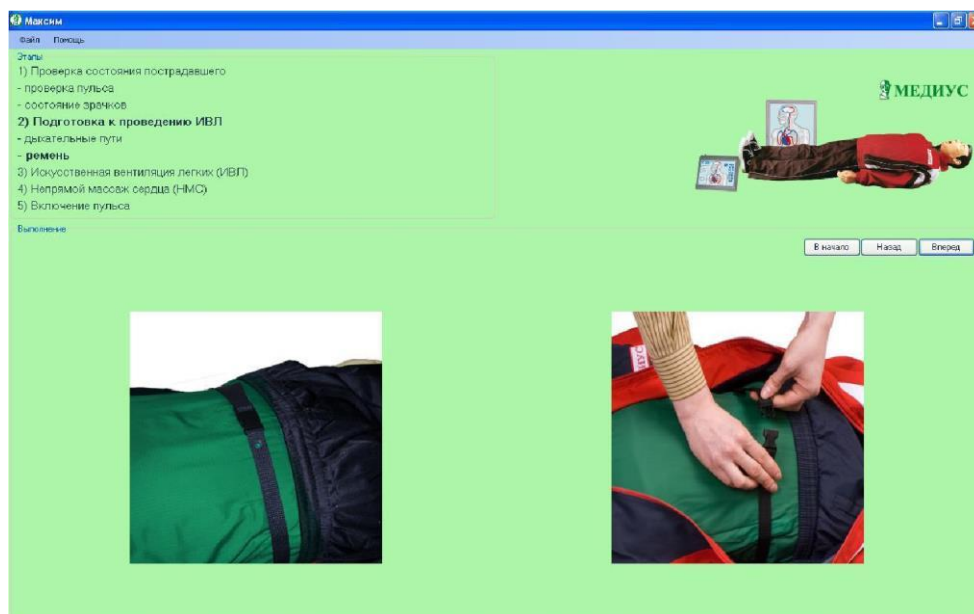 Максим
Файл Помощь
Этапы
1) Проверка состояния пострадавшего
- проверка пульса
- состояние зрачков
2) Подготовка к проведению ИВЛ
- дыхательные пути
- ремень
3) Искусственная вентиляция легких (ИВЛ)
4) Непрямой массаж сердца (НМС)
5) Включение пульса
МЕДИУС
Выполнение
В начало Назад Вперед